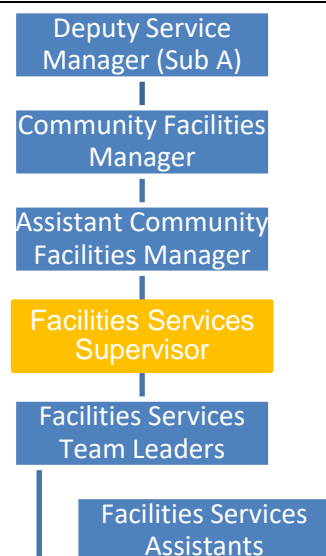 Deputy Service
Manager (Sub A)
Community Facilities
Manager
Assistant Community
Facilities Manager
Facilities Services
Supervisor
Facilities Services
Team Leaders
Facilities Services
Assistants